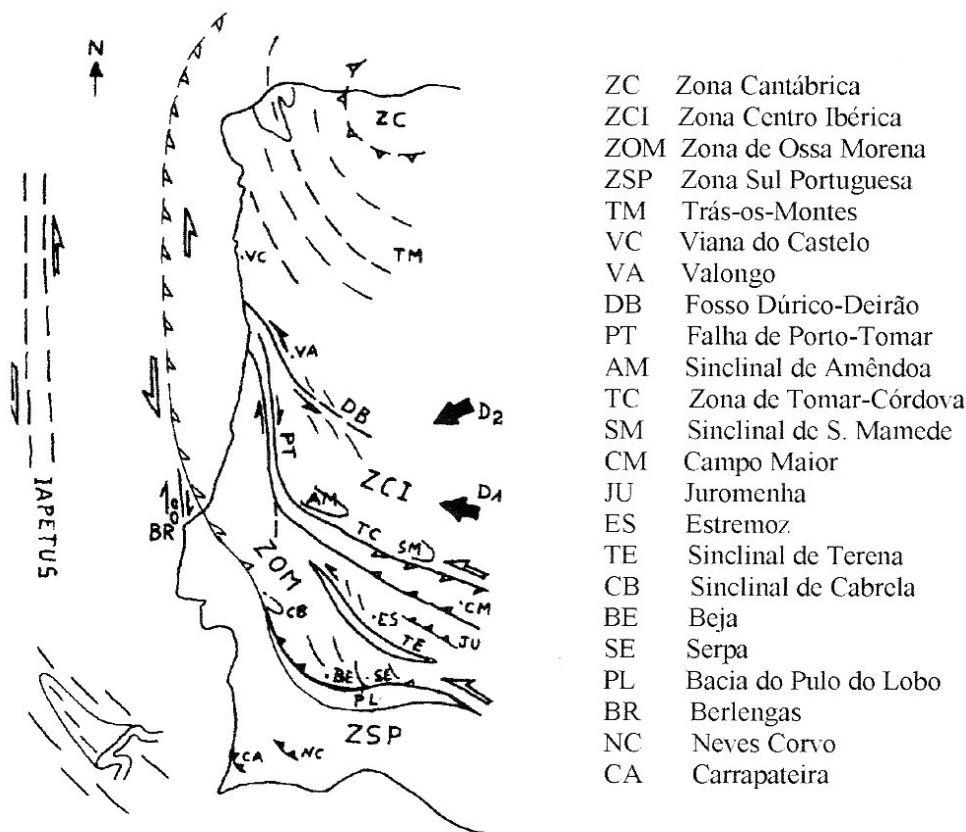 N
ZC
VC
TM
VA
DB
D2
PT
ZCI
D1
IAPETUS
BR
AM
TC
SM
ZOM
CM
CB
ES
JU
TE
BE
SE
PL
ZSP
CA
NC
ZC Zona Cantábrica
ZCI Zona Centro Ibérica
ZOM Zona de Ossa Morena
ZSP Zona Sul Portuguesa
TM Trás-os-Montes
VC Viana do Castelo
VA Valongo
DB Fosso Dúrico-Deirão
PT Falha de Porto-Tomar
AM Sinclinal de Amêndoa
TC Zona de Tomar-Córdova
SM Sinclinal de S. Mamede
CM Campo Maior
JU Juromenha
ES Estremoz
TE Sinclinal de Terena
CB Sinclinal de Cabrela
BE Beja
SE Serpa
PL Bacia do Pulo do Lobo
BR Berlengas
NC Neves Corvo
CA Carrapateira